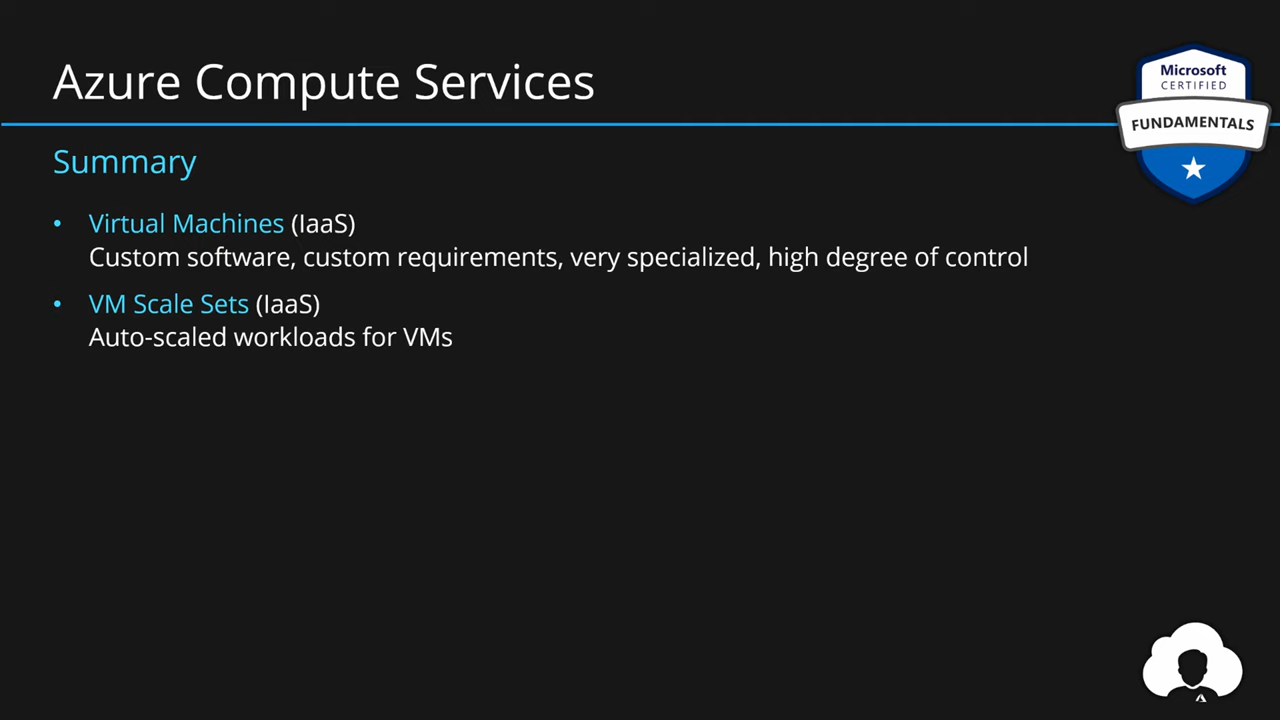 Azure Compute Services
Microsoft
CERTIFIED
FUNDAMENTALS
Summary
• Virtual Machines (IaaS)
Custom software, custom requirements, very specialized, high degree of control
• VM Scale Sets (IaaS)
Auto-scaled workloads for VMs